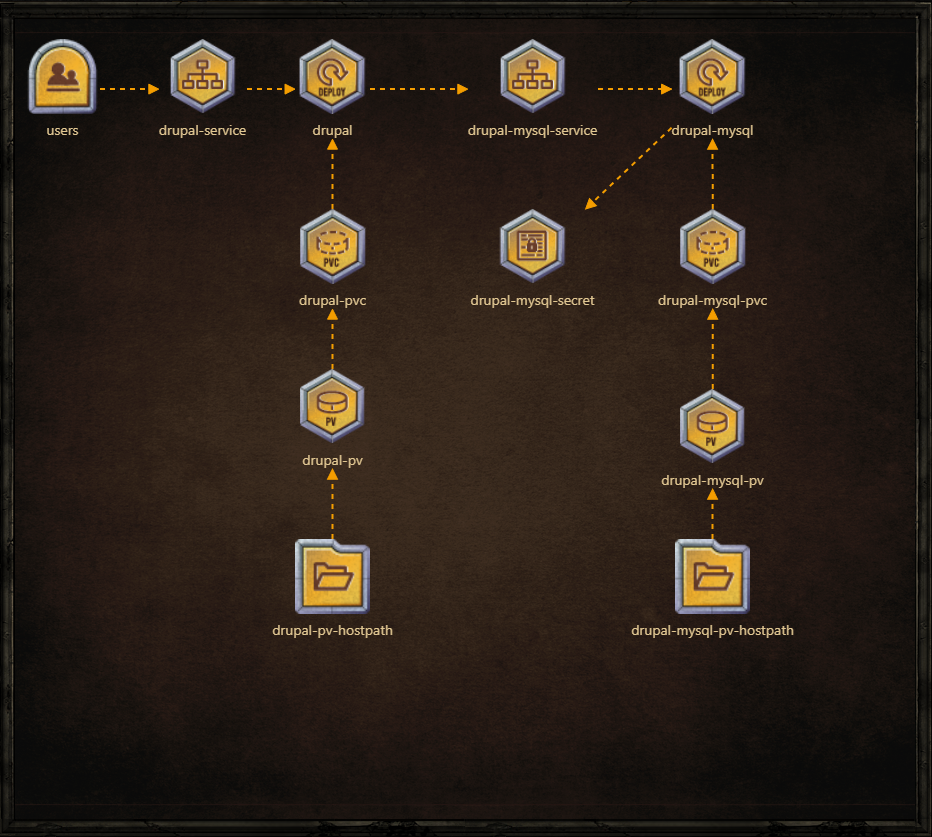 DEPLOY
DEPLOY
users
drupal-service
drupal
drupal-mysql-service
drupal-mysql
PVC
PVC
drupal-pvc
drupal-mysql-secret
drupal-mysql-pvc
PV
PV
drupal-pv
drupal-mysql-pv
drupal-pv-hostpath
drupal-mysql-pv-hostpath